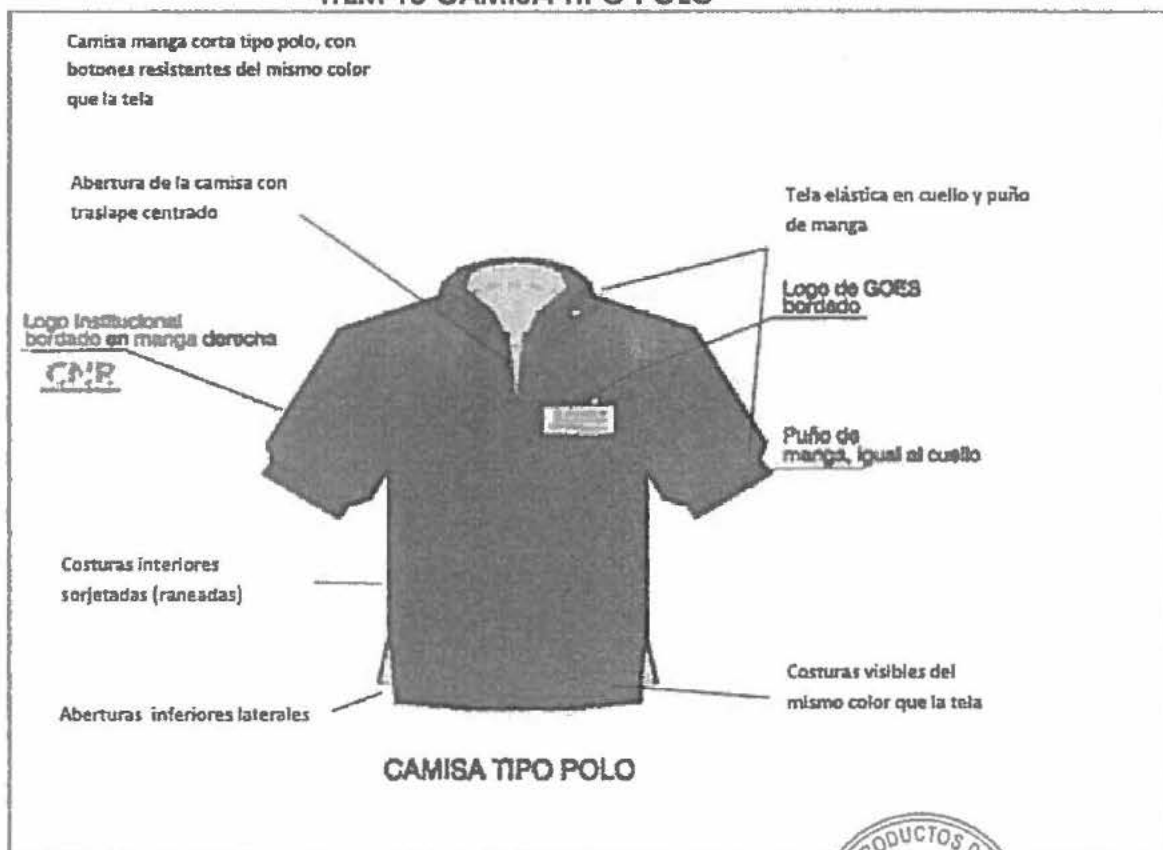 CAMISA TIPO POLO
Camisa manga corta tipo polo, con
botones resistentes del mismo color
que la tela
Abertura de la camisa con
traslape centrado
Tela elástica en cuello y puño
de manga
Logo de GOES
bordado
Logo Institucional
bordado en manga derecha
CNR
Puño de
manga, igual al cuello
Costuras interiores
sorjetadas (raneadas)
Costuras visibles del
mismo color que la tela
Aberturas inferiores laterales
CAMISA TIPO POLO
PRODUCTOS